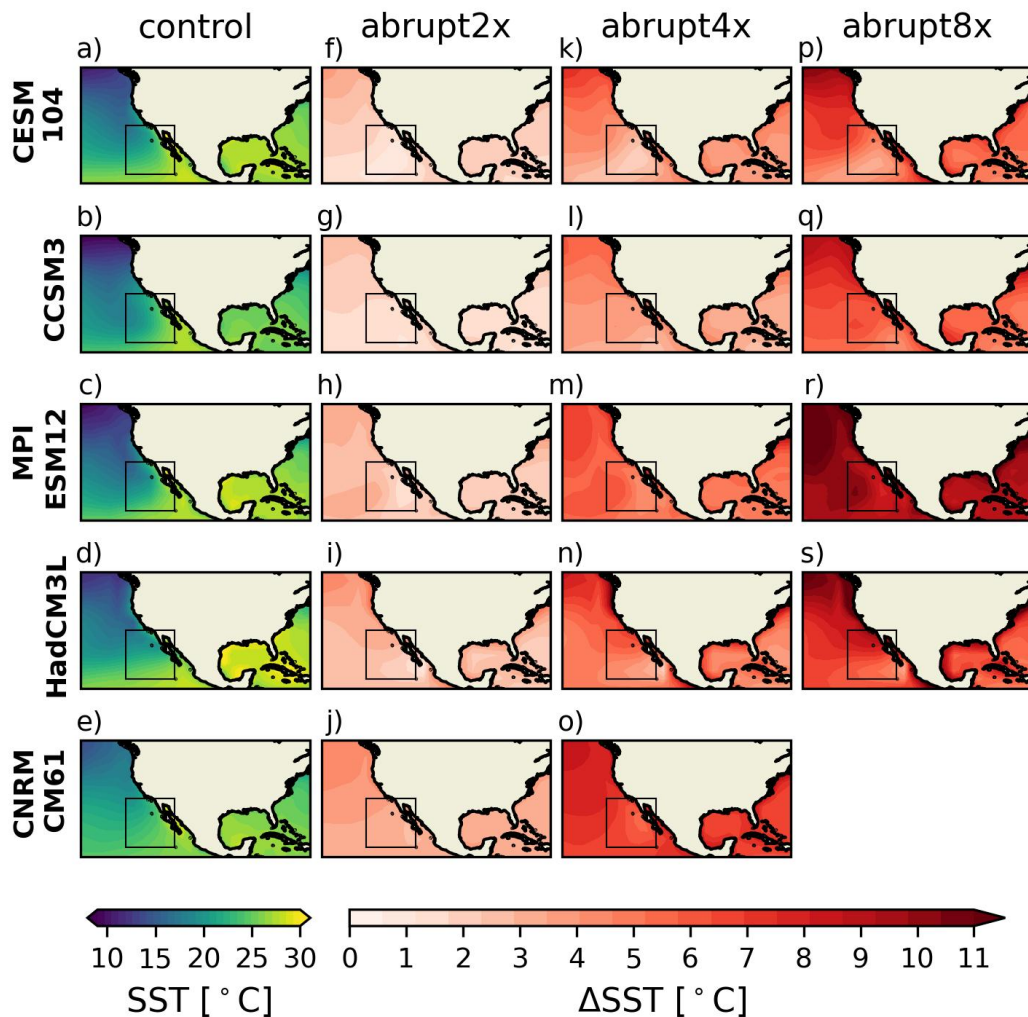 control abrupt2x abrupt4x abrupt8x
a) f) k) p)
CESM
104
b) g) l) q)
CCSM3
c) h) m) r)
MPI
ESM12
d) i) n) s)
HadCM3L
e) j) o)
CNRM
CM61
10 15 20 25 30
SST [°C]
0 1 2 3 4 5 6 7 8 9 10 11
ΔSST [°C]